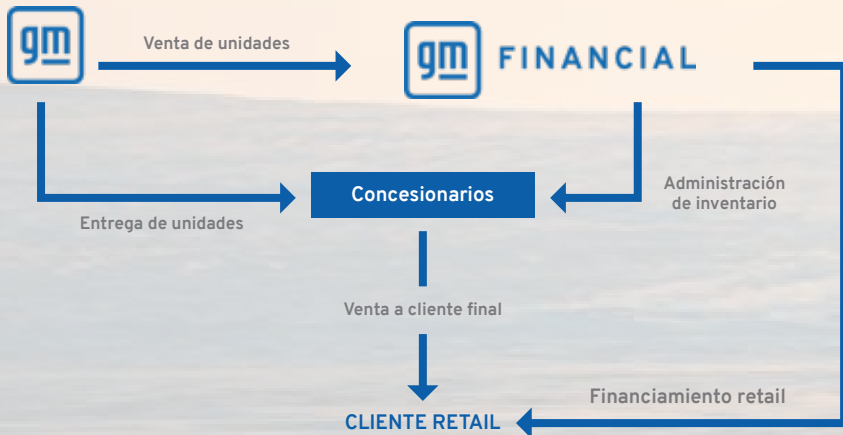 gm
Venta de unidades
gm FINANCIAL
Concesionarios
Administración
de inventario
Entrega de unidades
Venta a cliente final
Financiamiento retail
CLIENTE RETAIL